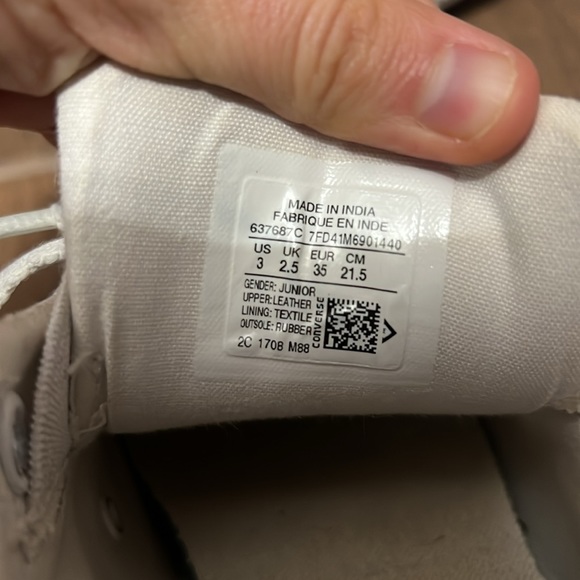 MADE IN INDIA
FABRIQUE EN INDE
637687C 7FD41M6901440
US UK EUR CM
3 2.5 35 21.5
GENDER: JUNIOR
UPPER: LEATHER
LINING: TEXTILE
OUTSOLE: RUBBER
CONVERSE
2C 1708 M88